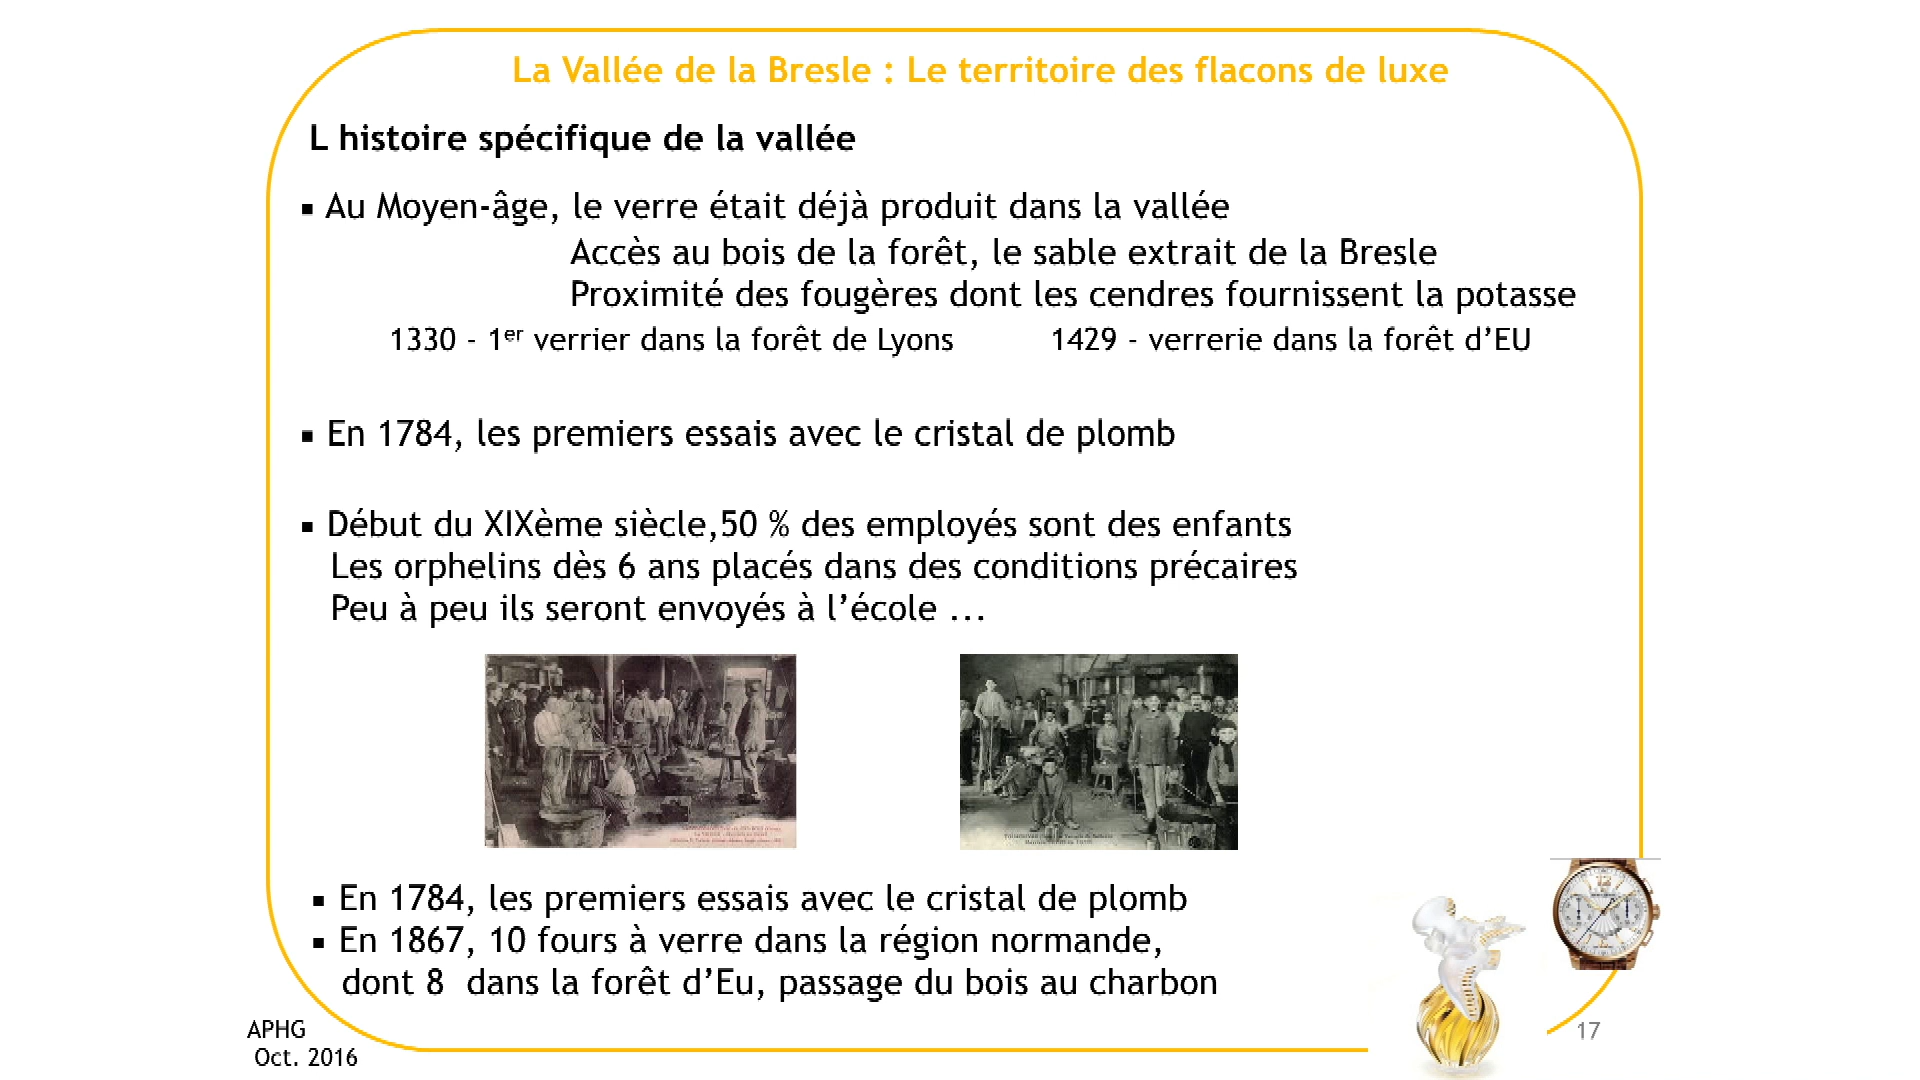 La Vallée de la Bresle : Le territoire des flacons de luxe
L histoire spécifique de la vallée
▪ Au Moyen-âge, le verre était déjà produit dans la vallée
Accès au bois de la forêt, le sable extrait de la Bresle
Proximité des fougères dont les cendres fournissent la potasse
1330 - 1er verrier dans la forêt de Lyons 1429 - verrerie dans la forêt d’EU
▪ En 1784, les premiers essais avec le cristal de plomb
▪ Début du XIXème siècle,50 % des employés sont des enfants
Les orphelins dès 6 ans placés dans des conditions précaires
Peu à peu ils seront envoyés à l’école ...
▪ En 1784, les premiers essais avec le cristal de plomb
▪ En 1867, 10 fours à verre dans la région normande,
dont 8 dans la forêt d’Eu, passage du bois au charbon
APHG
Oct. 2016
17